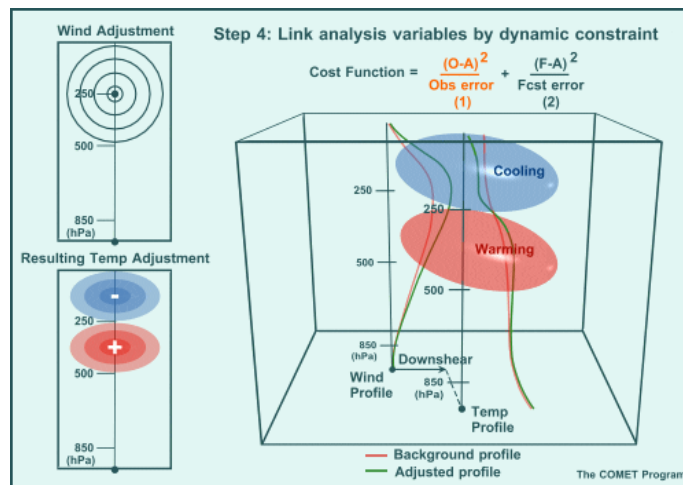 Wind Adjustment
250
500
850
(hPa)
Resulting Temp Adjustment
-
250
+
500
850
(hPa)
Step 4: Link analysis variables by dynamic constraint
Cost Function = (O-A)² / Obs error + (F-A)² / Fcst error
(1) (2)
Cooling
250
250
Warming
500
500
850
(hPa)
Downshear
Wind
Profile
850
(hPa)
Temp
Profile
Background profile
Adjusted profile
The COMET Program